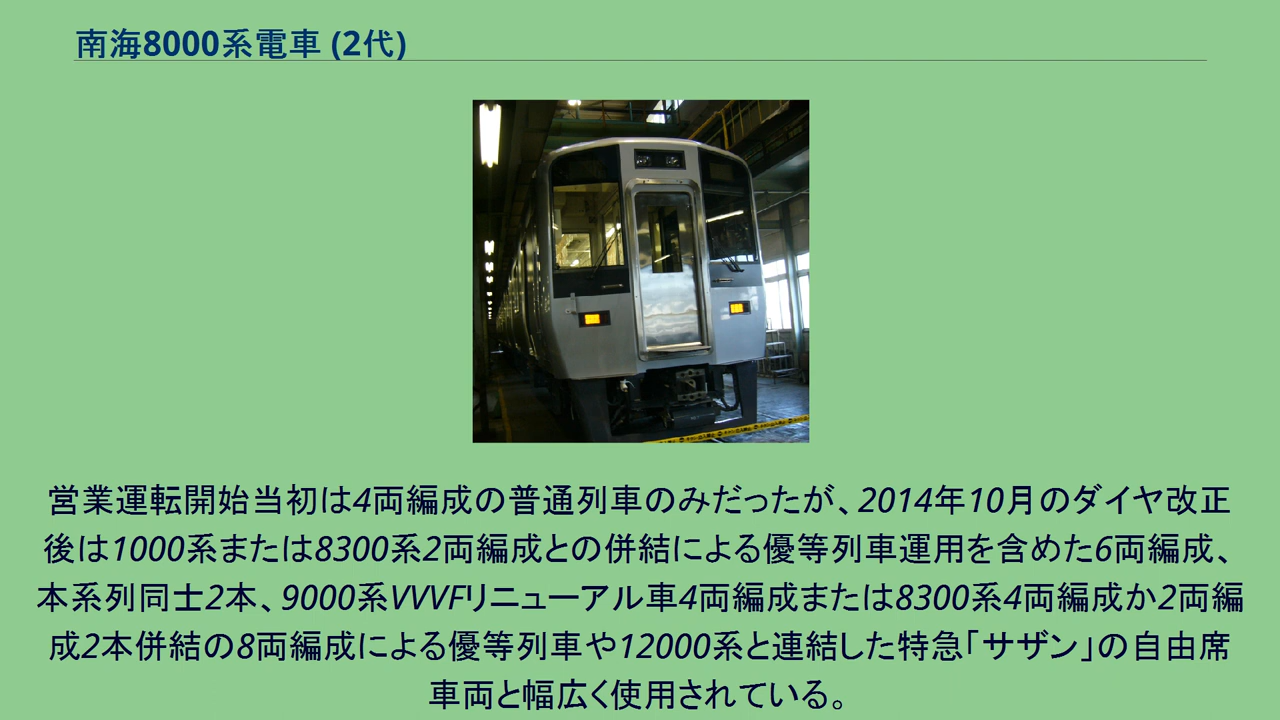 南海8000系電車 (2代)
営業運転開始当初は4両編成の普通列車のみだったが、2014年10月のダイヤ改正
後は1000系または8300系2両編成との併結による優等列車運用を含めた6両編成、
本系列同士2本、9000系VVVFリニューアル車4両編成または8300系4両編成か2両編
成2本併結の8両編成による優等列車や12000系と連結した特急｢サザン｣の自由席
車両と幅広く使用されている。